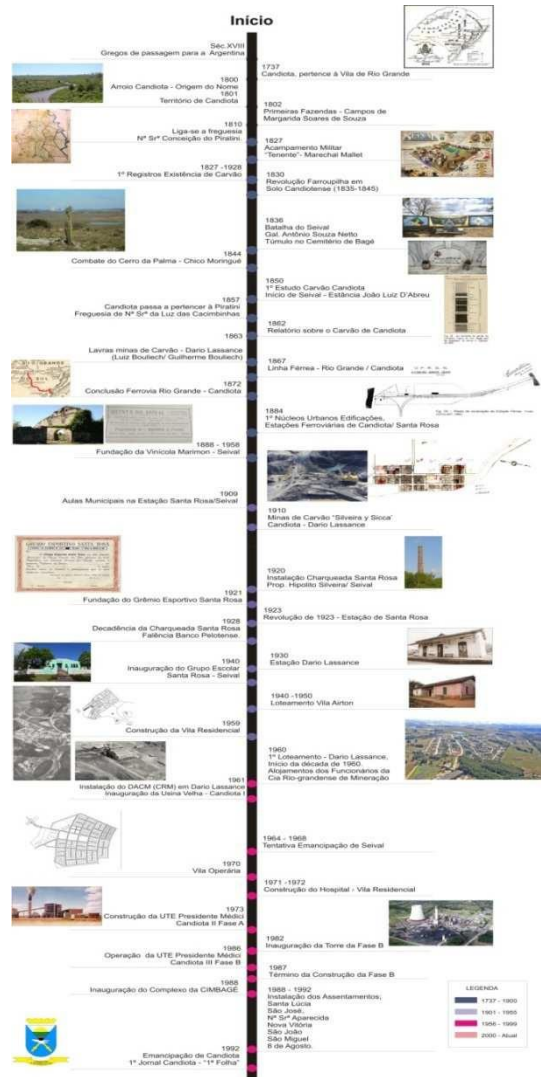 Início
Séc.XVIII
Gregos de passagem para a Argentina
1737
Candiota, pertence à Vila de Rio Grande
1800
Arroio Candiota - Origem do Nome
1801
Território de Candiota
1802
Primeiras Fazendas - Campos de
Margarida Soares de Souza
1810
Liga-se a freguesia
Nª Srª Conceição do Piratini.
1827
Acampamento Militar
"Tenente"- Marechal Mallet
1827 -1928
1º Registros Existência de Carvão
1830
Revolução Farroupilha em
Solo Candiotense (1835-1845)
1836
Batalha do Seival
Gal. Antônio Souza Netto
Túmulo no Cemitério de Bagé
1844
Combate do Cerro da Palma - Chico Moringué
1850
1º Estudo Carvão Candiota
Início de Seival - Estância João Luiz D'Abreu
1857
Candiota passa a pertencer à Piratini
Freguesia de Nª Srª da Luz das Cacimbinhas
1862
Relatório sobre o Carvão de Candiota
1863
Lavras minas de Carvão - Dario Lassance
(Luiz Bouliech/ Guilherme Bouliech)
1867
Linha Férrea - Rio Grande / Candiota
1872
Conclusão Ferrovia Rio Grande - Candiota
1884
1º Núcleos Urbanos Edificações,
Estações Ferroviárias de Candiota/ Santa Rosa
1888 - 1958
Fundação da Vinícola Marimon - Seival
1909
Aulas Municipais na Estação Santa Rosa/Seival
1910
Minas de Carvão "Silveira y Sicca'
Candiota - Dario Lassance
GREMIO ESPORTIVO SANTA ROSA
1920
Instalação Charqueada Santa Rosa
Prop. Hipolito Silveira/ Seival
1921
Fundação do Grêmio Esportivo Santa Rosa
1923
Revolução de 1923 - Estação de Santa Rosa
1928
Decadência da Charqueada Santa Rosa
Falência Banco Pelotense.
1930
Estação Dario Lassance
1940
Inauguração do Grupo Escolar
Santa Rosa - Seival
1940 -1950
Loteamento Vila Airton
1959
Construção da Vila Residencial
1960
1º Loteamento - Dario Lassance,
Início da década de 1960.
Alojamentos dos Funcionários da
Cia Rio-grandense de Mineração
1961
Instalação do DACM (CRM) em Dario Lassance
Inauguração da Usina Velha - Candiota I
1964 - 1968
Tentativa Emancipação de Seival
1970
Vila Operária
1971 -1972
Construção do Hospital - Vila Residencial
1973
Construção da UTE Presidente Médici
Candiota II Fase A
1982
Inauguração da Torre da Fase B
1986
Operação da UTE Presidente Médici
Candiota III Fase B
1987
Término da Construção da Fase B
1988
Inauguração do Complexo da CIMBAGÉ
1988 - 1992
Instalação dos Assentamentos;
Santa Lúcia
São José,
Nª Srª Aparecida
Nova Vitória
São João
São Miguel
8 de Agosto.
1992
Emancipação de Candiota
1º Jornal Candiota - "1ª Folha"
LEGENDA
1737 - 1900
1901 - 1955
1956 - 1999
2000 - Atual